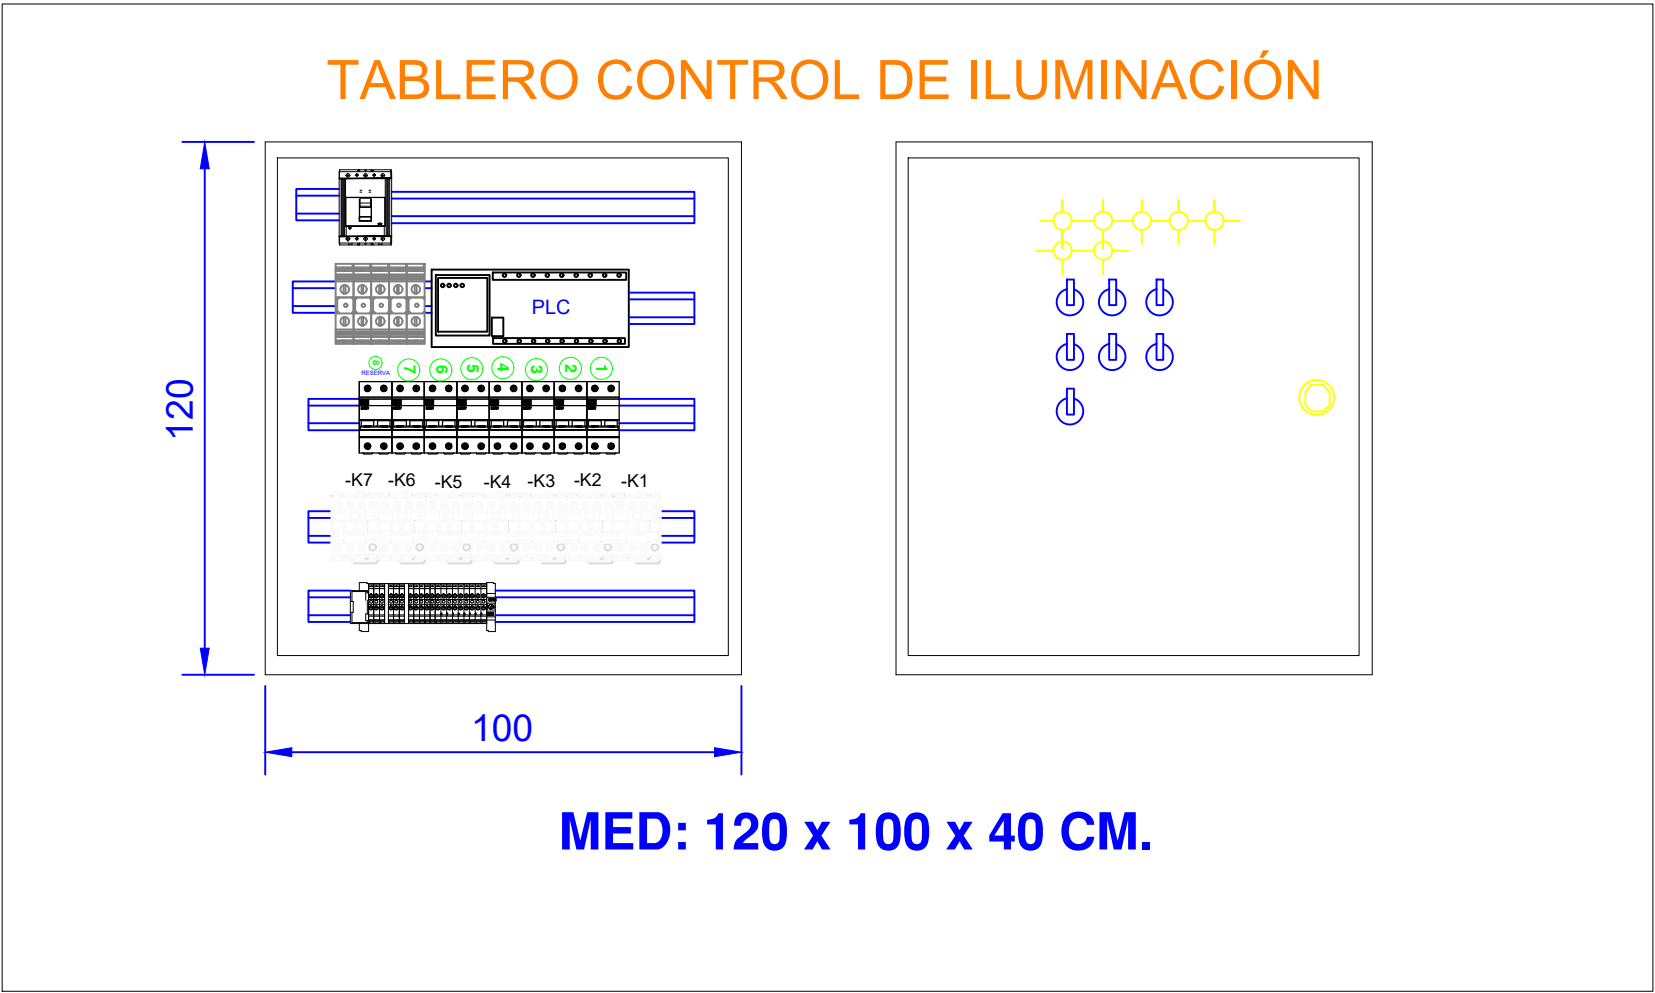 TABLERO CONTROL DE ILUMINACIÓN
PLC
8 7 6 5 4 3 2 1
RESERVA
-K7 -K6 -K5 -K4 -K3 -K2 -K1
120
100
MED: 120 x 100 x 40 CM.